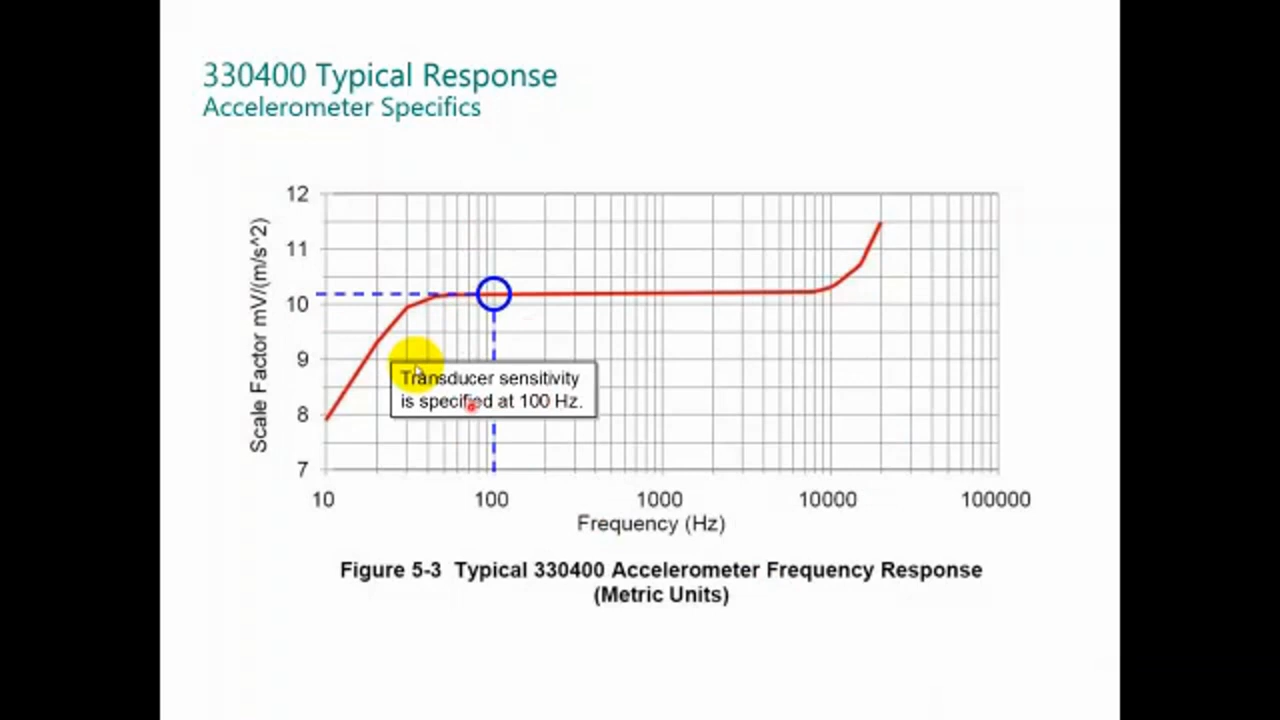 330400 Typical Response
Accelerometer Specifics
12
11
10
9
8
7
Scale Factor mV/(m/s^2)
Transducer sensitivity
is specified at 100 Hz.
10 100 1000 10000 100000
Frequency (Hz)
Figure 5-3 Typical 330400 Accelerometer Frequency Response
(Metric Units)